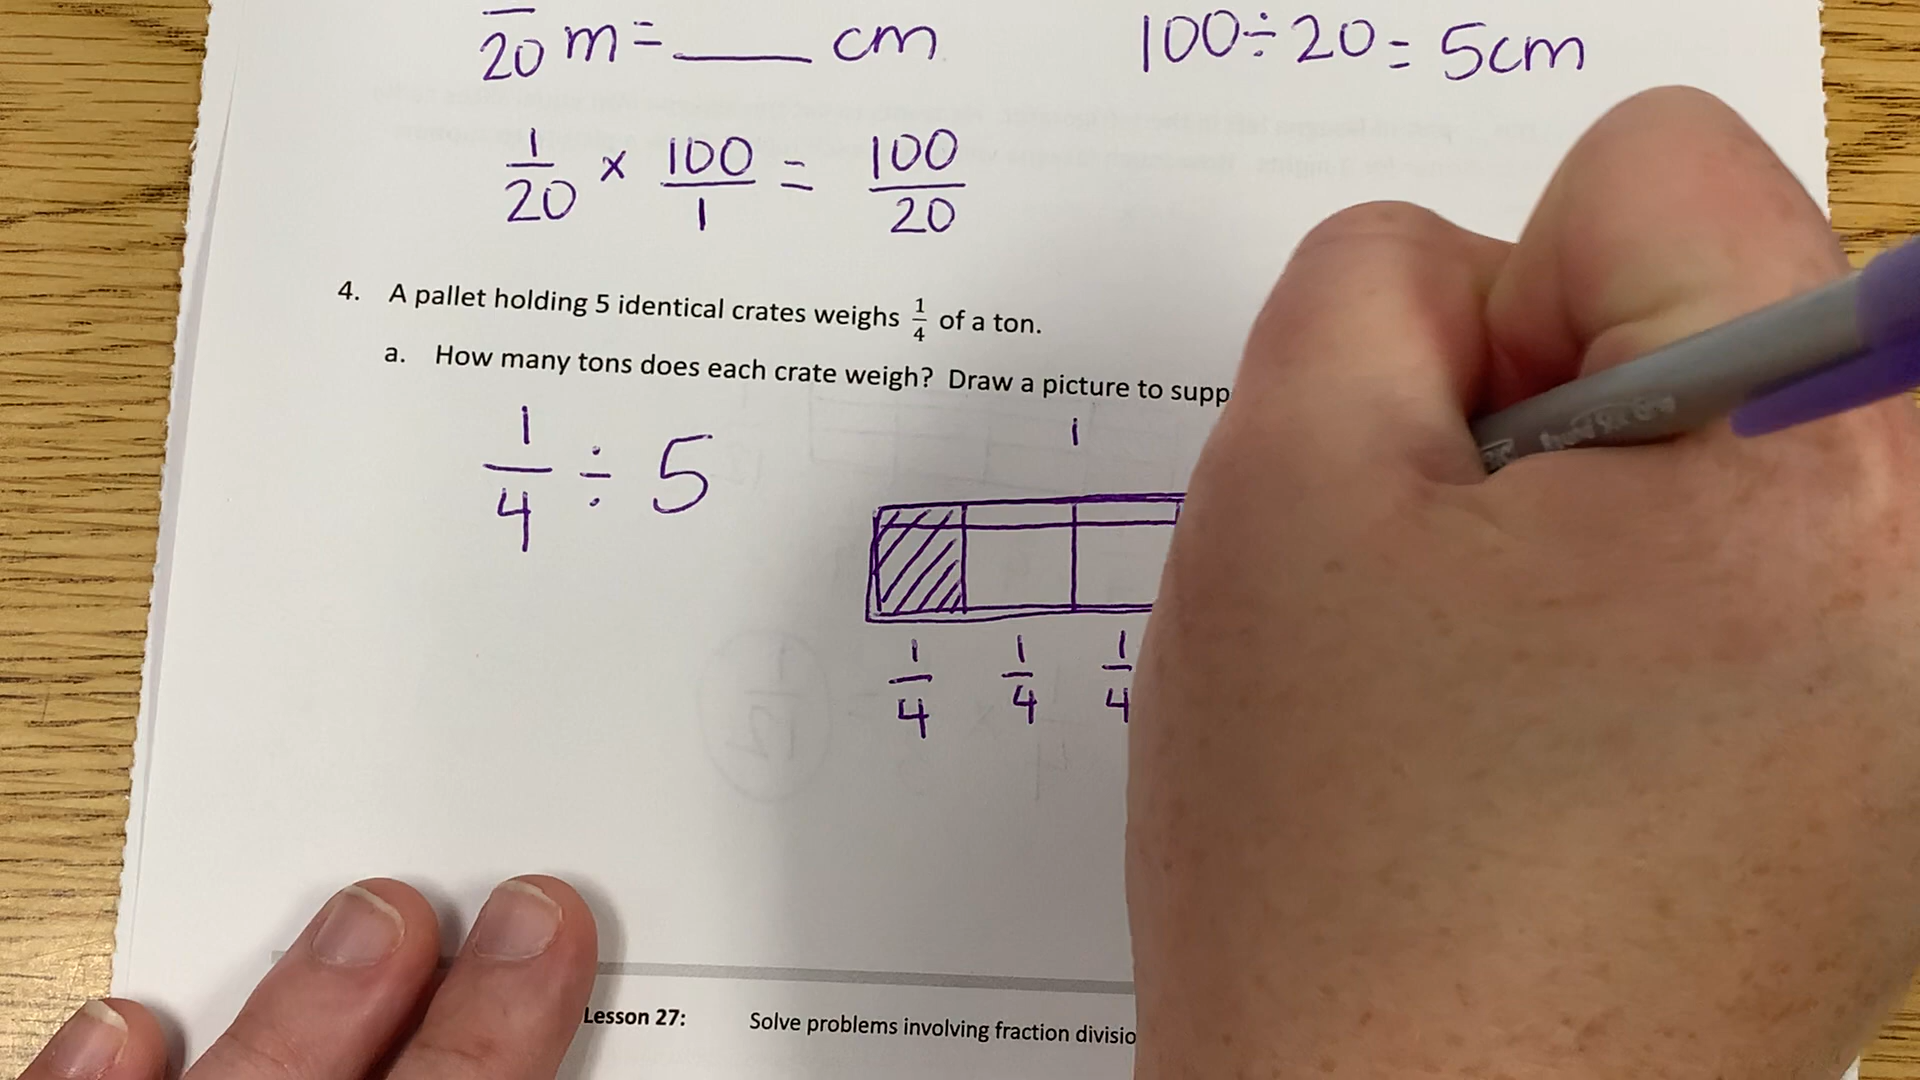 ‾/20 m = ___ cm 100 ÷ 20 = 5cm
1/20 × 100/1 = 100/20
4. A pallet holding 5 identical crates weighs 1/4 of a ton.
a. How many tons does each crate weigh? Draw a picture to supp
1/4 ÷ 5
1
1/4 1/4 1/4
Lesson 27: Solve problems involving fraction divisio